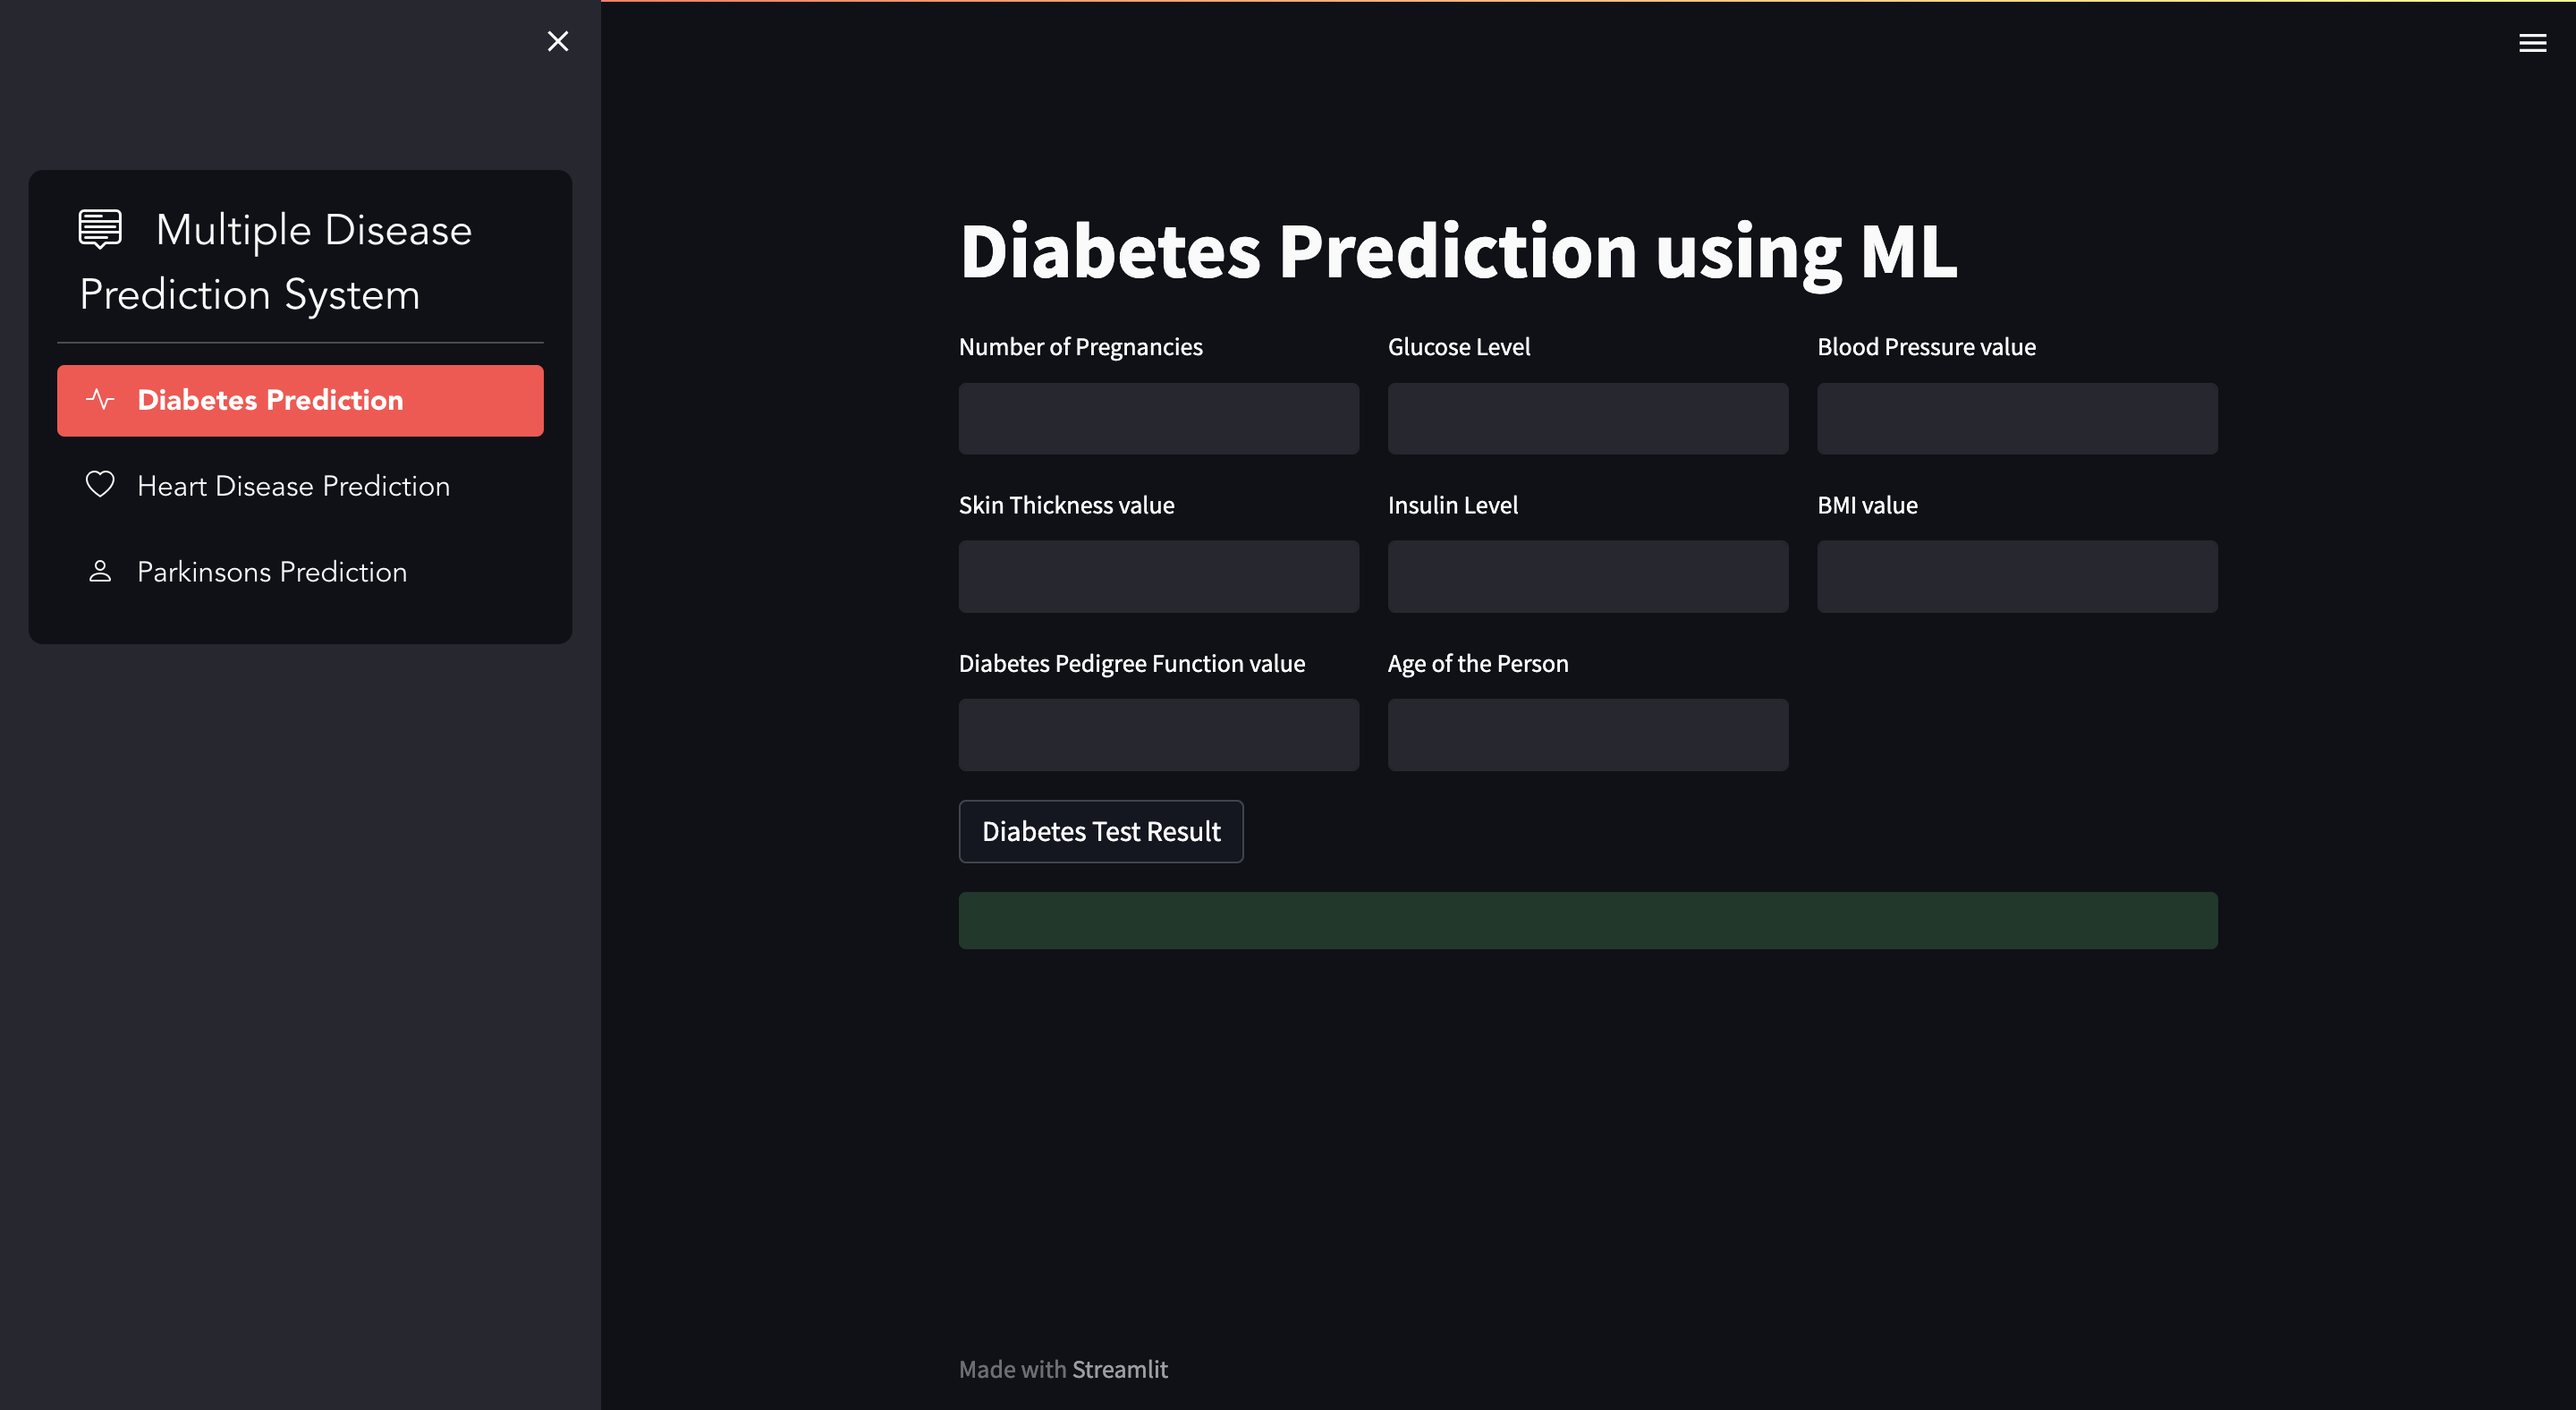 Multiple Disease
Prediction System
Diabetes Prediction
Heart Disease Prediction
Parkinsons Prediction
Diabetes Prediction using ML
Number of Pregnancies
Glucose Level
Blood Pressure value
Skin Thickness value
Insulin Level
BMI value
Diabetes Pedigree Function value
Age of the Person
Diabetes Test Result
Made with Streamlit